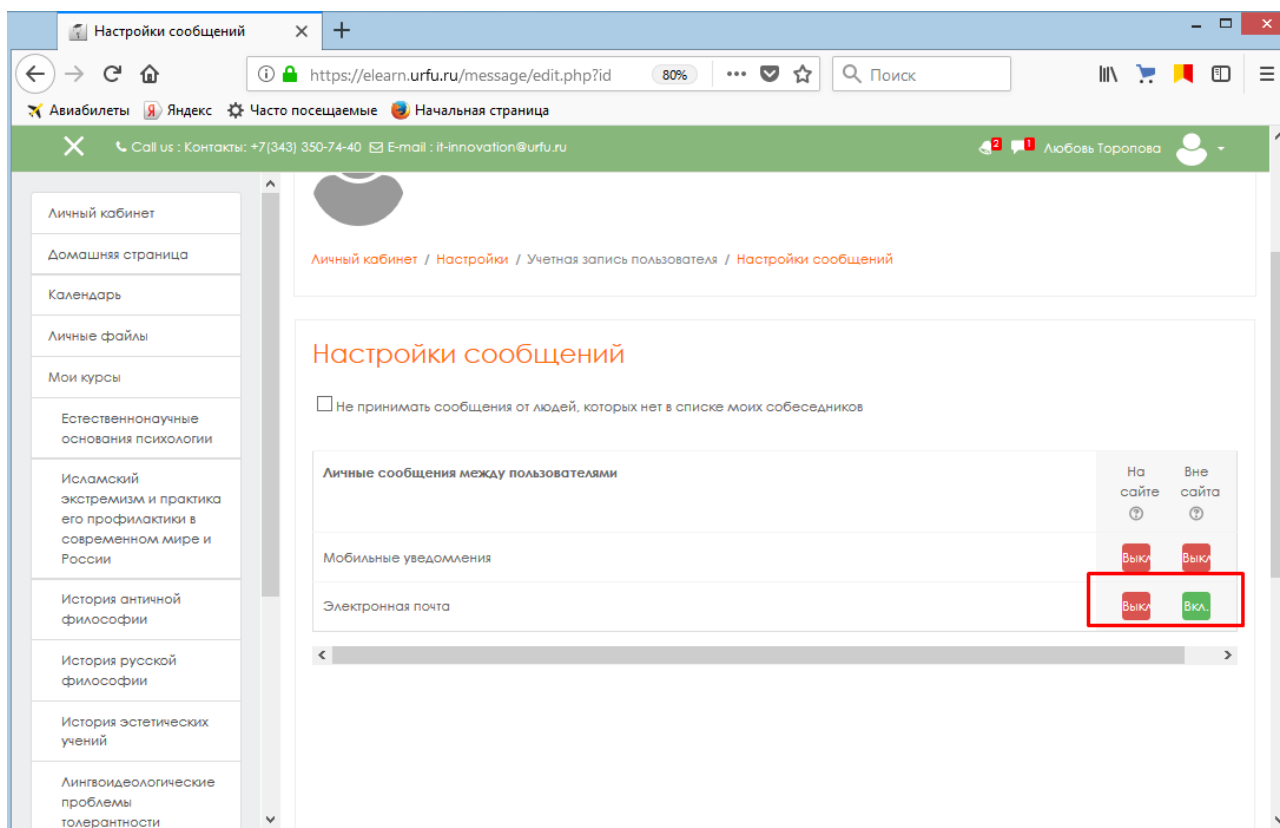 Настройки сообщений
https://elearn.urfu.ru/message/edit.php?id 80% Поиск
Авиабилеты Яндекс Часто посещаемые Начальная страница
Call us : Контакты: +7(343) 350-74-40 E-mail : it-innovation@urfu.ru 2 1 Любовь Торопова
Личный кабинет
Домашняя страница
Календарь
Личные файлы
Мои курсы
Естественнонаучные
основания психологии
Исламский
экстремизм и практика
его профилактики в
современном мире и
России
История античной
философии
История русской
философии
История эстетических
учений
Лингвоидеологические
проблемы
толерантности
Личный кабинет / Настройки / Учетная запись пользователя / Настройки сообщений
Настройки сообщений
Не принимать сообщения от людей, которых нет в списке моих собеседников
Личные сообщения между пользователями
На сайте
Вне сайта
Мобильные уведомления Выкл Выкл
Электронная почта Выкл Вкл.